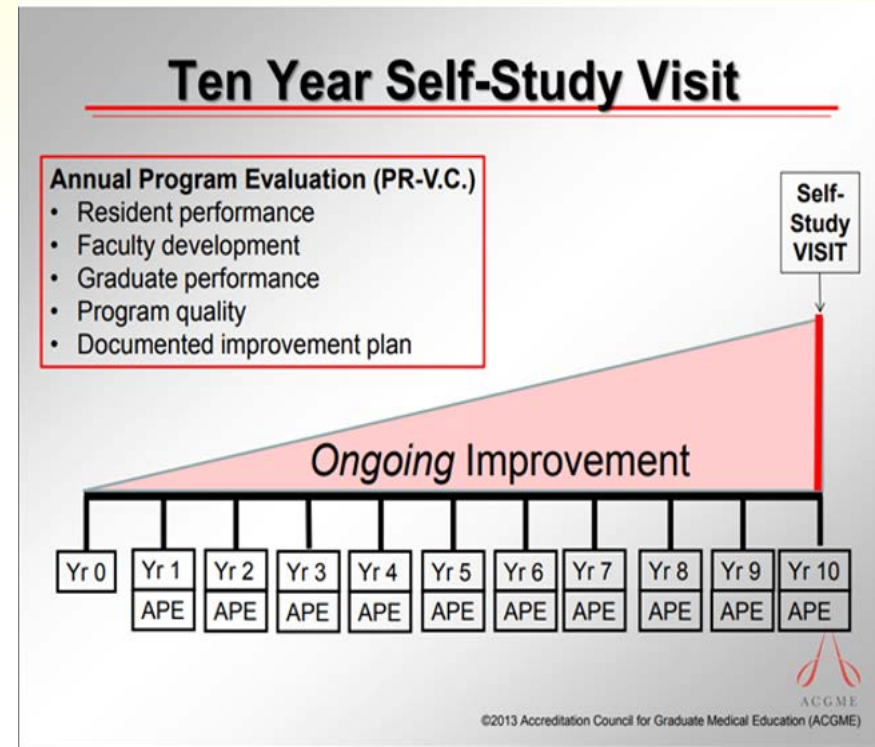 Ten Year Self-Study Visit
Annual Program Evaluation (PR-V.C.)
• Resident performance
• Faculty development
• Graduate performance
• Program quality
• Documented improvement plan
Self-
Study
VISIT
Ongoing Improvement
Yr 0 Yr 1 Yr 2 Yr 3 Yr 4 Yr 5 Yr 6 Yr 7 Yr 8 Yr 9 Yr 10
APE APE APE APE APE APE APE APE APE APE
ACGME
©2013 Accreditation Council for Graduate Medical Education (ACGME)